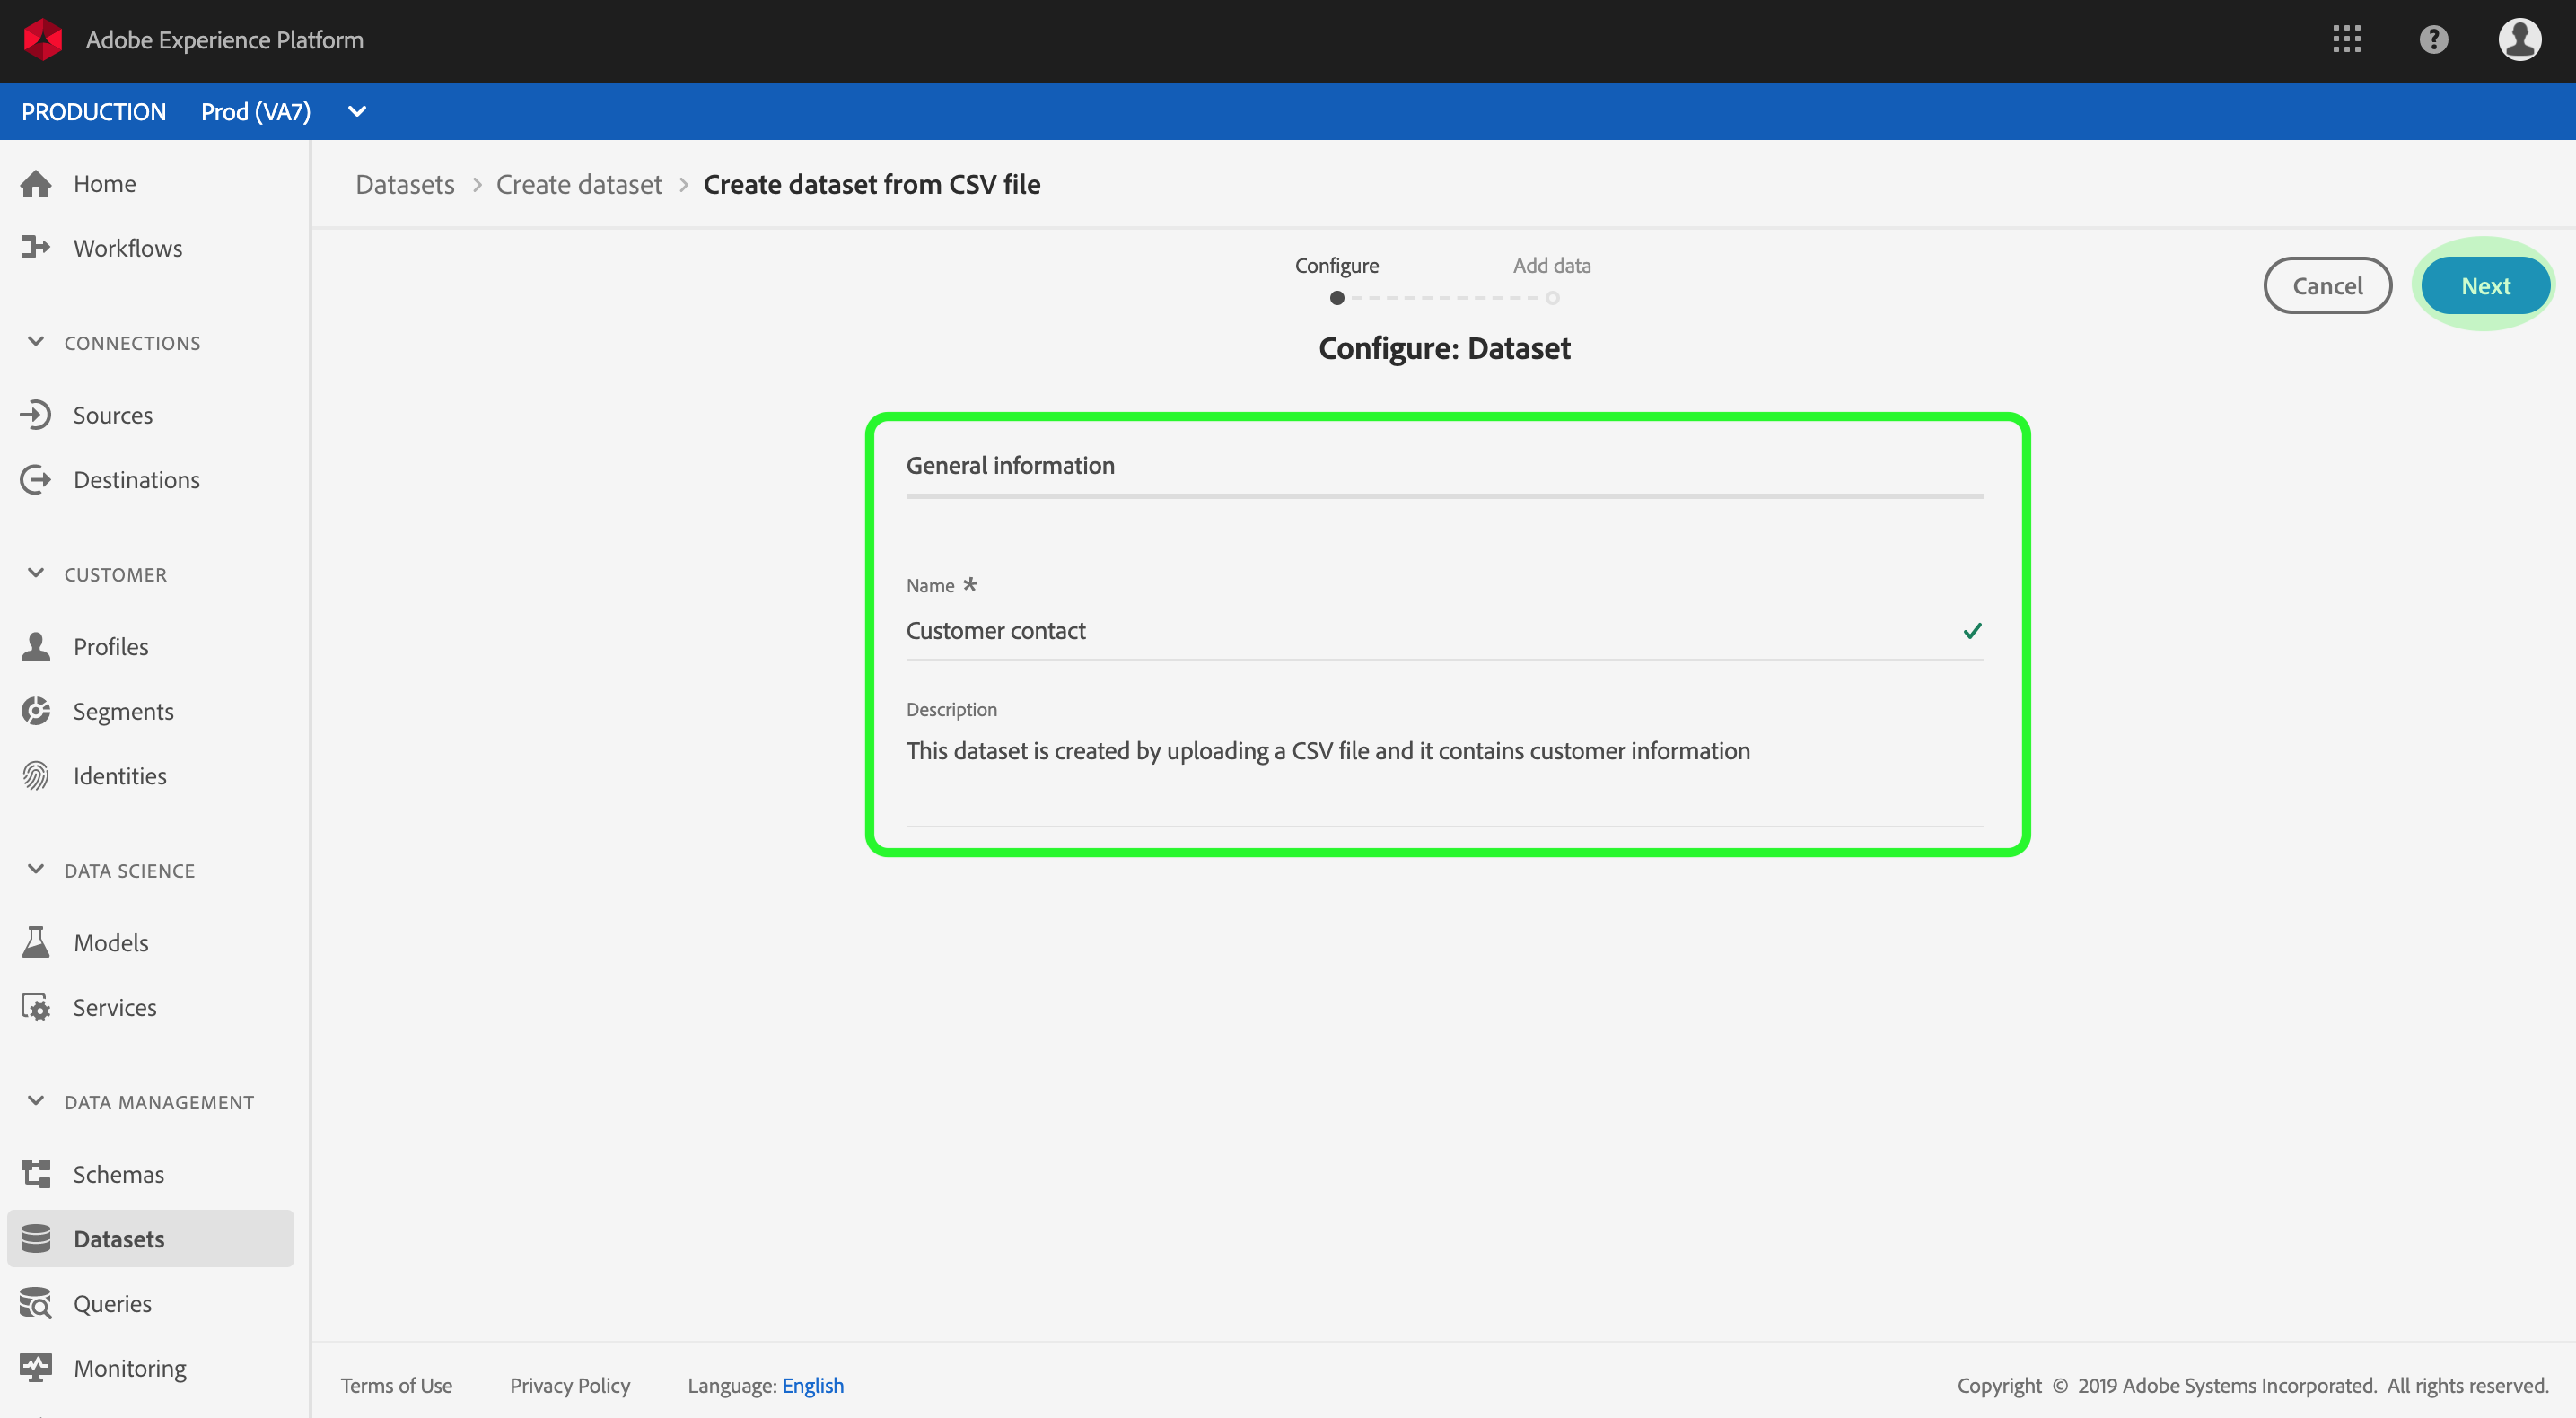 Adobe Experience Platform
?
PRODUCTION Prod (VA7)
Home
Workflows
CONNECTIONS
Sources
Destinations
CUSTOMER
Profiles
Segments
Identities
DATA SCIENCE
Models
Services
DATA MANAGEMENT
Schemas
Datasets
Queries
Monitoring
Datasets > Create dataset > Create dataset from CSV file
Configure Add data
Cancel Next
Configure: Dataset
General information
Name *
Customer contact
Description
This dataset is created by uploading a CSV file and it contains customer information
Terms of Use Privacy Policy Language: English Copyright © 2019 Adobe Systems Incorporated. All rights reserved.